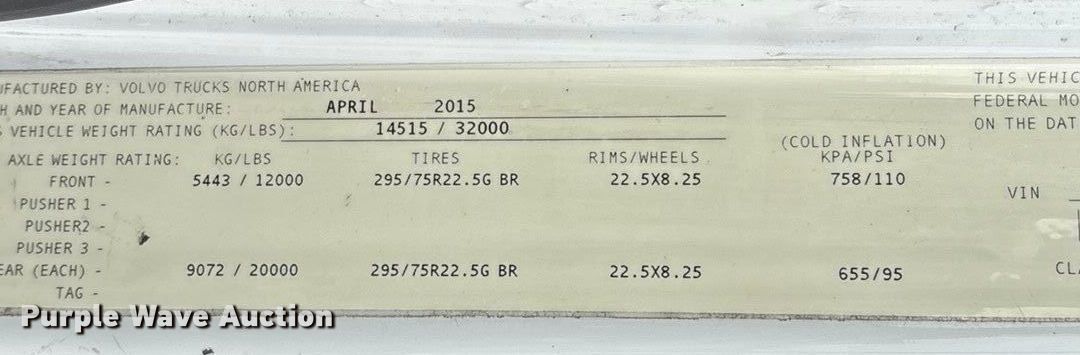 UFACTURED BY: VOLVO TRUCKS NORTH AMERICA
H AND YEAR OF MANUFACTURE: APRIL 2015
S VEHICLE WEIGHT RATING (KG/LBS): 14515 / 32000
AXLE WEIGHT RATING: KG/LBS TIRES RIMS/WHEELS (COLD INFLATION) KPA/PSI
FRONT - 5443 / 12000 295/75R22.5G BR 22.5X8.25 758/110
PUSHER 1 -
PUSHER2 -
PUSHER 3 -
EAR (EACH) - 9072 / 20000 295/75R22.5G BR 22.5X8.25 655/95
TAG -
THIS VEHIC
FEDERAL MO
ON THE DAT
VIN
CLA
Purple Wave Auction